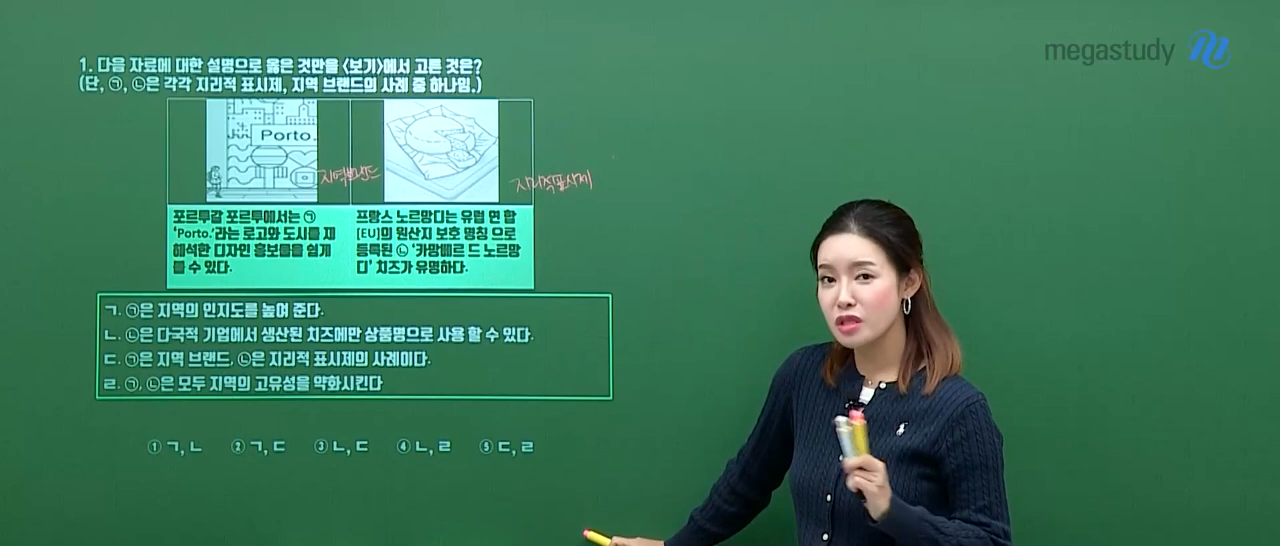 megastudy
1. 다음 자료에 대한 설명으로 옳은 것만을 <보기>에서 고른 것은?
(단, ㉠, ㉡은 각각 지리적 표시제, 지역 브랜드의 사례 중 하나임.)
Porto.
지역브랜드
지리적표시제
포르투갈 포르투에서는 ㉠
‘Porto.’라는 로고와 도시를 재
해석한 디자인 홍보물을 쉽게
볼 수 있다.
프랑스 노르망디는 유럽 연 합
(EU)의 원산지 보호 명칭 으로
등록된 ㉡ ‘카망베르 드 노르망
디’ 치즈가 유명하다.
ㄱ. ㉠은 지역의 인지도를 높여 준다.
ㄴ. ㉡은 다국적 기업에서 생산된 치즈에만 상품명으로 사용 할 수 있다.
ㄷ. ㉠은 지역 브랜드, ㉡은 지리적 표시제의 사례이다.
ㄹ. ㉠, ㉡은 모두 지역의 고유성을 약화시킨다
① ㄱ, ㄴ ② ㄱ, ㄷ ③ ㄴ, ㄷ ④ ㄴ, ㄹ ⑤ ㄷ, ㄹ